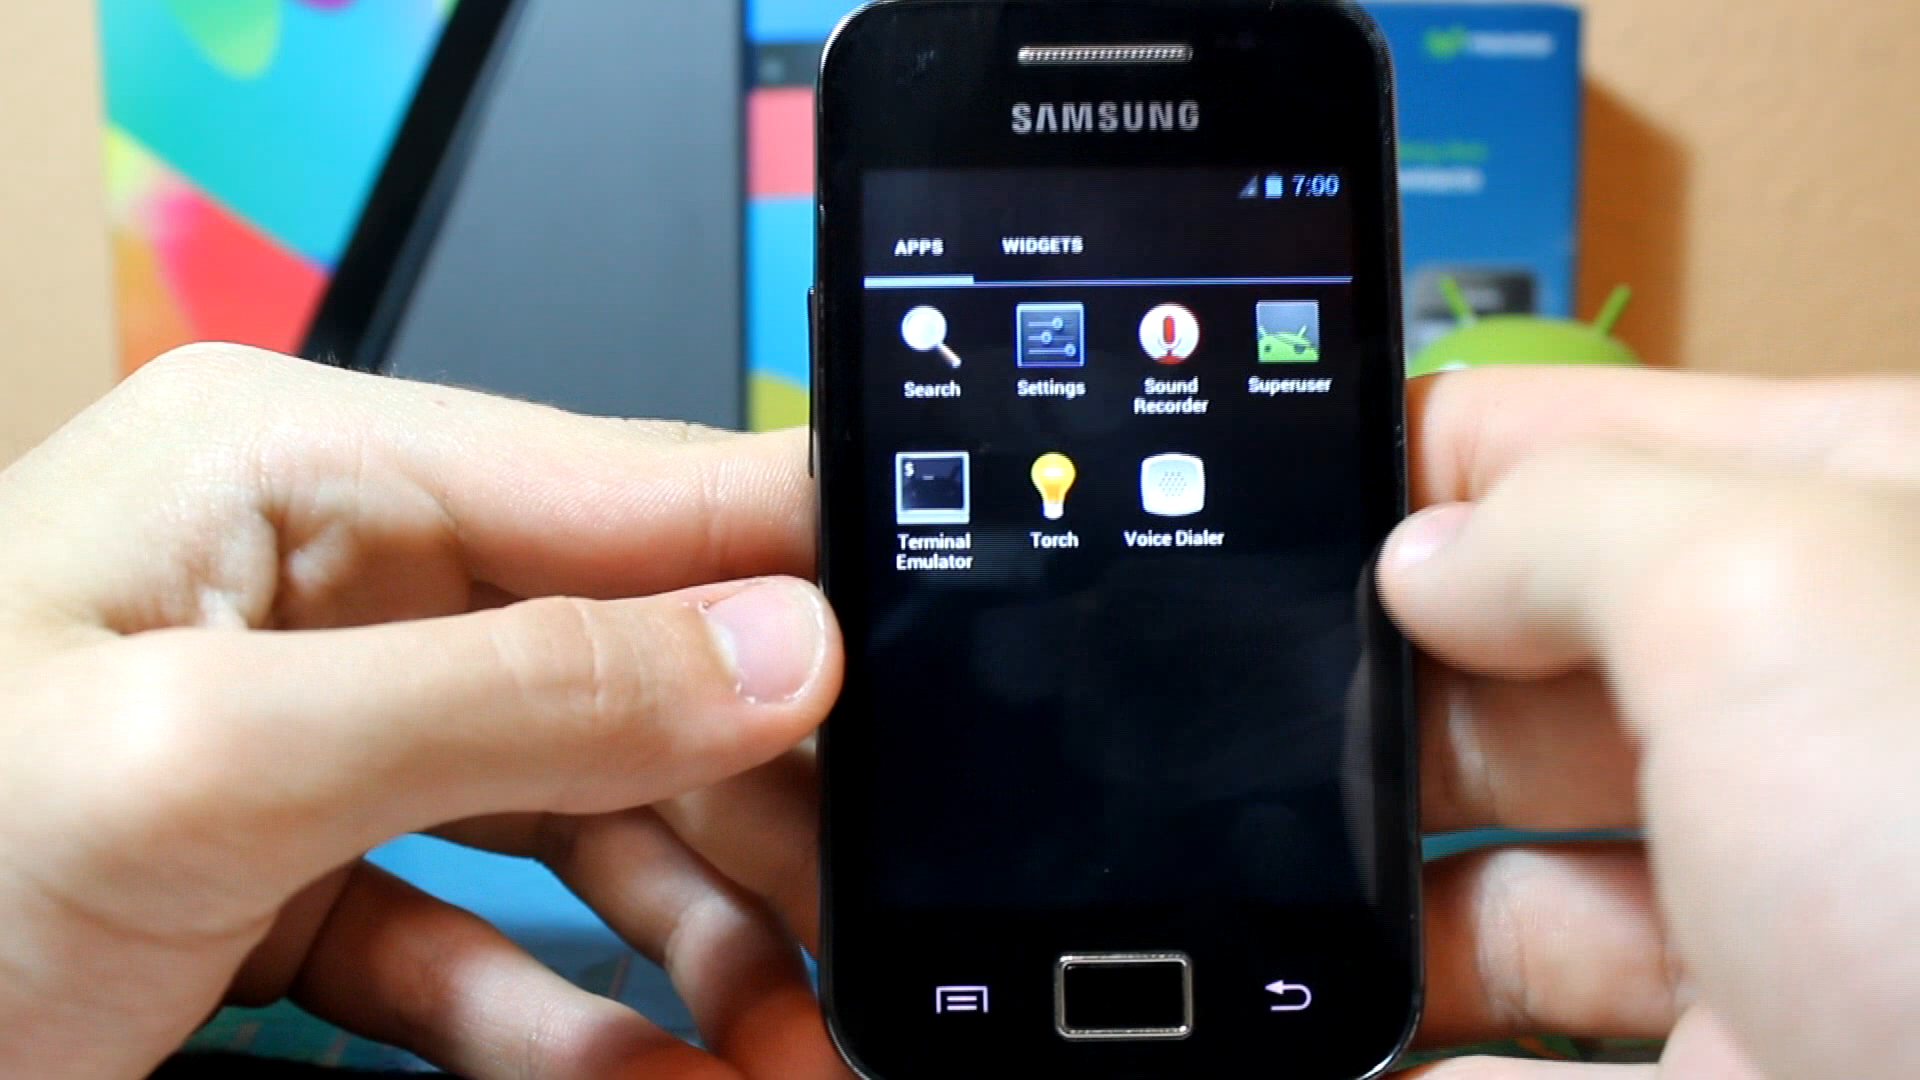 SAMSUNG
7:00
APPS WIDGETS
Search Settings Sound Recorder Superuser
Terminal Emulator Torch Voice Dialer
$